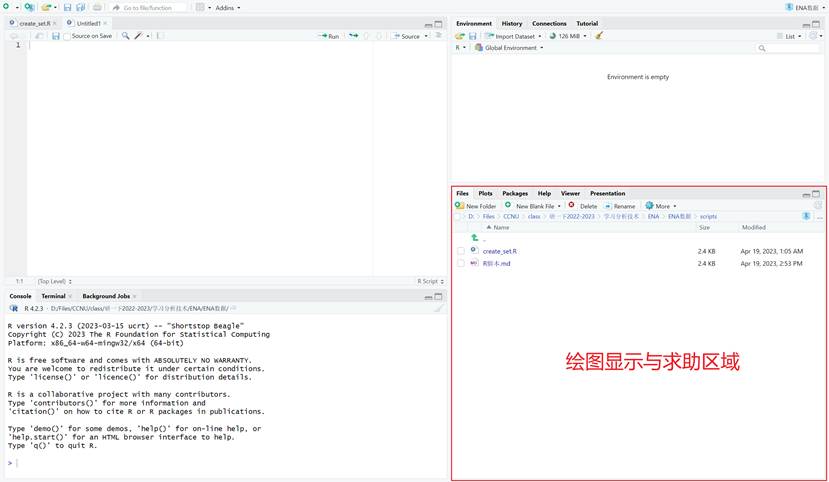 Go to file/function
Addins
ENA数据
create_set.R
Untitled1
Source on Save
Run
Source
1
1:1
(Top Level)
R Script
Console
Terminal
Background Jobs
R 4.2.3 · D:/Files/CCNU/class/研一下2022-2023/学习分析技术/ENA/ENA数据/
R version 4.2.3 (2023-03-15 ucrt) -- "Shortstop Beagle"
Copyright (C) 2023 The R Foundation for Statistical Computing
Platform: x86_64-w64-mingw32/x64 (64-bit)
R is free software and comes with ABSOLUTELY NO WARRANTY.
You are welcome to redistribute it under certain conditions.
Type 'license()' or 'licence()' for distribution details.
R is a collaborative project with many contributors.
Type 'contributors()' for more information and
'citation()' on how to cite R or R packages in publications.
Type 'demo()' for some demos, 'help()' for on-line help, or
'help.start()' for an HTML browser interface to help.
Type 'q()' to quit R.
>
Environment
History
Connections
Tutorial
Import Dataset
126 MiB
List
R
Global Environment
Environment is empty
Files
Plots
Packages
Help
Viewer
Presentation
New Folder
New Blank File
Delete
Rename
More
D: > Files > CCNU > class > 研一下2022-2023 > 学习分析技术 > ENA > ENA数据 > scripts
Name
Size
Modified
..
create_set.R
2.4 KB
Apr 19, 2023, 1:05 AM
R脚本.md
2.4 KB
Apr 19, 2023, 2:53 PM
绘图显示与求助区域